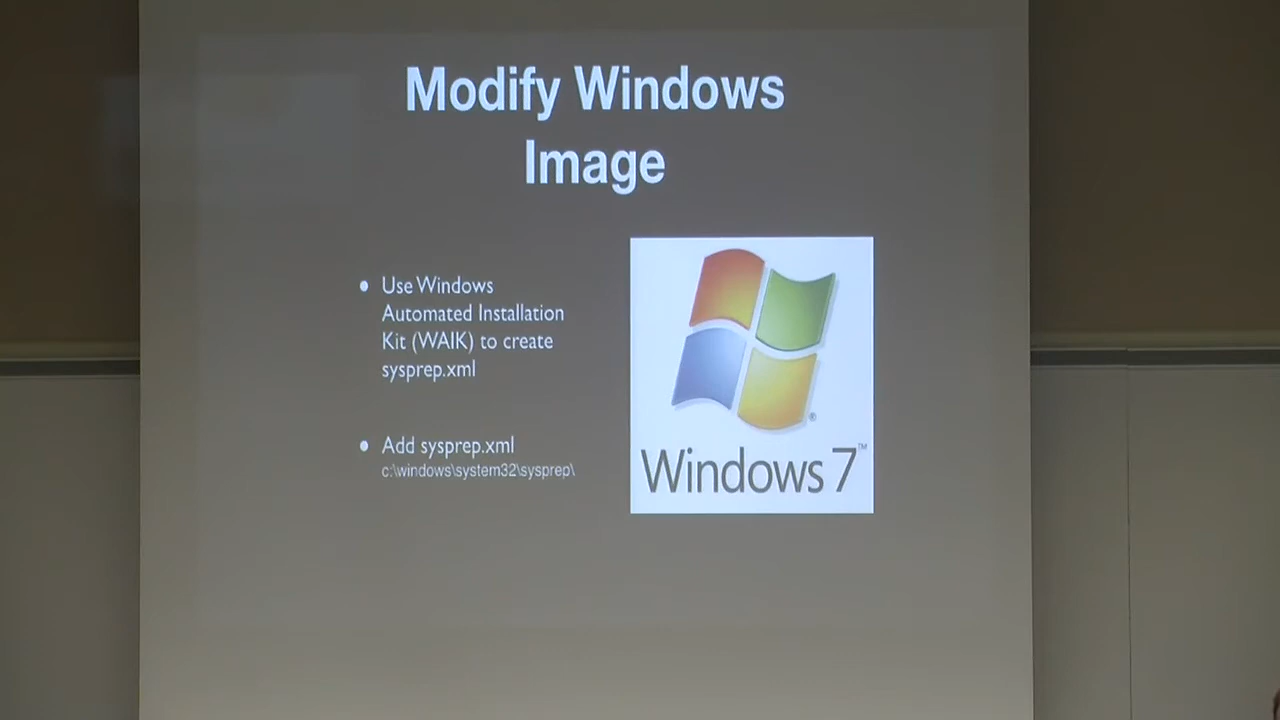 Modify Windows
Image
• Use Windows
Automated Installation
Kit (WAIK) to create
sysprep.xml
• Add sysprep.xml
c:\windows\system32\sysprep\
®
Windows 7™